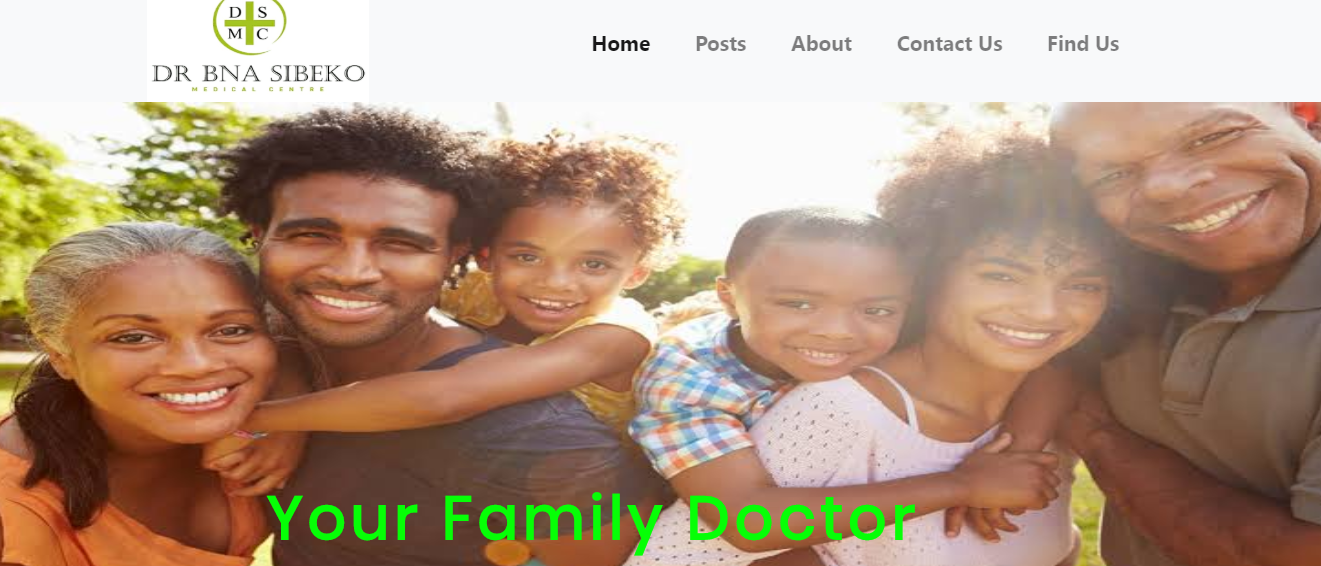 D S
M C
DR BNA SIBEKO
MEDICAL CENTRE
Home Posts About Contact Us Find Us
Your Family Doctor